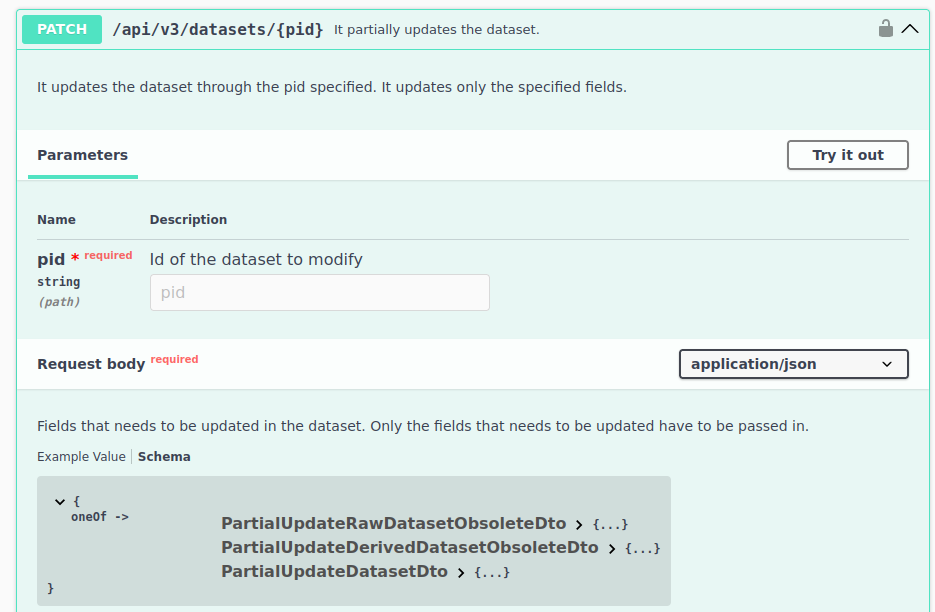 PATCH /api/v3/datasets/{pid} It partially updates the dataset.
It updates the dataset through the pid specified. It updates only the specified fields.
Parameters Try it out
Name Description
pid * required Id of the dataset to modify
string
(path)
pid
Request body required application/json
Fields that needs to be updated in the dataset. Only the fields that needs to be updated have to be passed in.
Example Value | Schema
{
oneOf ->
PartialUpdateRawDatasetObsoleteDto > {...}
PartialUpdateDerivedDatasetObsoleteDto > {...}
PartialUpdateDatasetDto > {...}
}